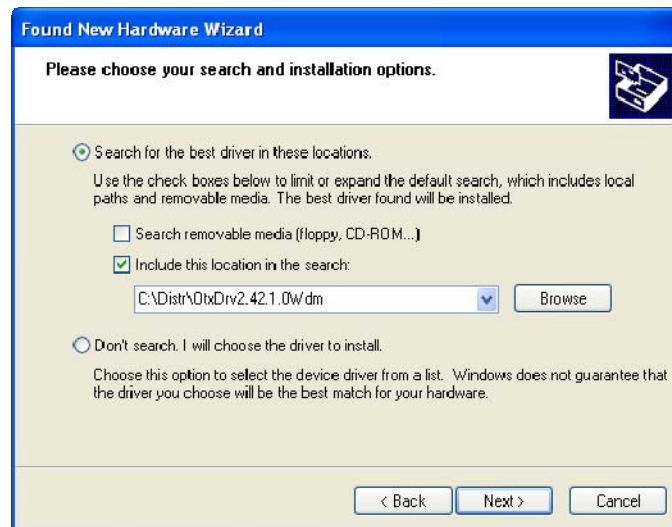 Found New Hardware Wizard
Please choose your search and installation options.
Search for the best driver in these locations.
Use the check boxes below to limit or expand the default search, which includes local
paths and removable media. The best driver found will be installed.
Search removable media (floppy, CD-ROM...)
Include this location in the search:
C:\Distr\OtxDrv2.42.1.0Wdm
Browse
Don't search. I will choose the driver to install.
Choose this option to select the device driver from a list. Windows does not guarantee that
the driver you choose will be the best match for your hardware.
< Back
Next >
Cancel